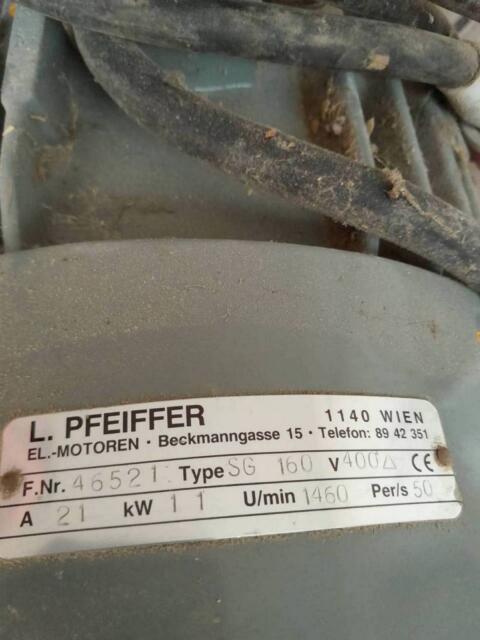 L. PFEIFFER 1140 WIEN
EL.-MOTOREN · Beckmanngasse 15 · Telefon: 89 42 351
F.Nr. 46521 Type SG 160 V 400 △ CE
A 21 kW 11 U/min 1460 Per/s 50